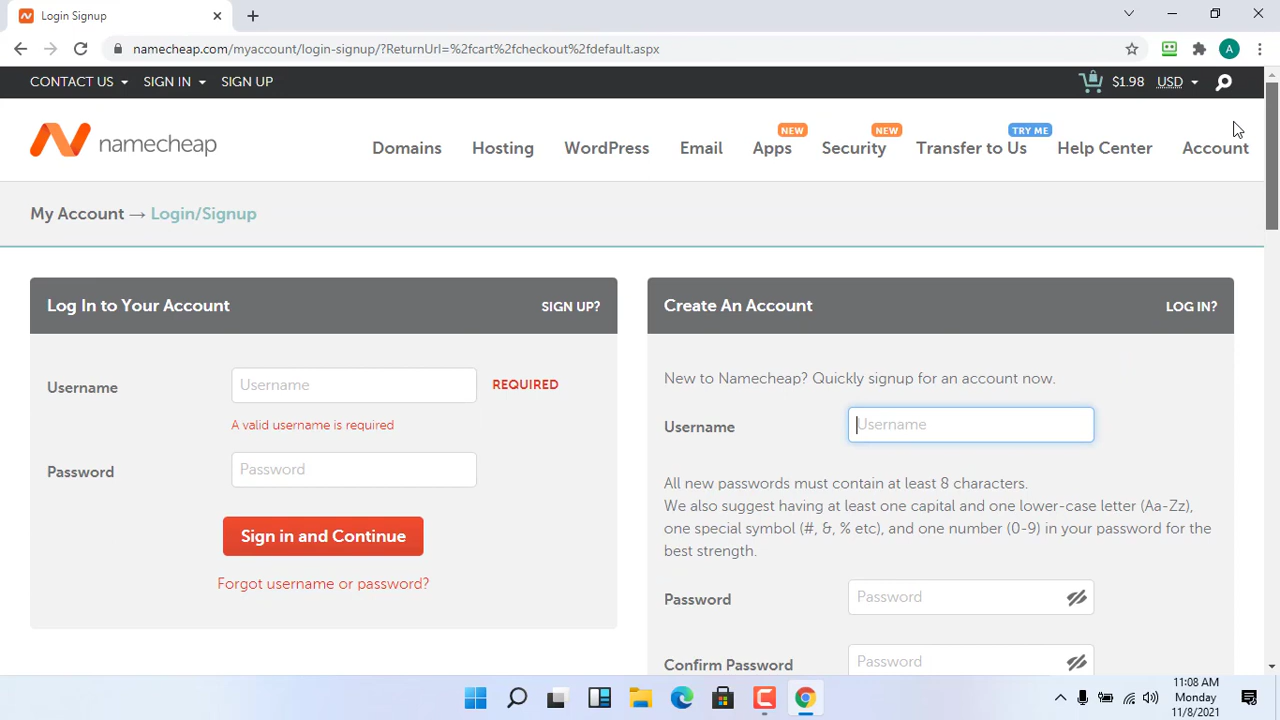 Login Signup
namecheap.com/myaccount/login-signup/?ReturnUrl=%2fcart%2fcheckout%2fdefault.aspx
A
CONTACT US SIGN IN SIGN UP $1.98 USD
namecheap
Domains Hosting WordPress Email Apps NEW Security NEW Transfer to Us TRY ME Help Center Account
My Account → Login/Signup
Log In to Your Account SIGN UP?
Username Username REQUIRED
A valid username is required
Password Password
Sign in and Continue
Forgot username or password?
Create An Account LOG IN?
New to Namecheap? Quickly signup for an account now.
Username Username
All new passwords must contain at least 8 characters.
We also suggest having at least one capital and one lower-case letter (Aa-Zz),
one special symbol (#, &, % etc), and one number (0-9) in your password for the
best strength.
Password Password
Confirm Password Password
11:08 AM
Monday
11/8/2021